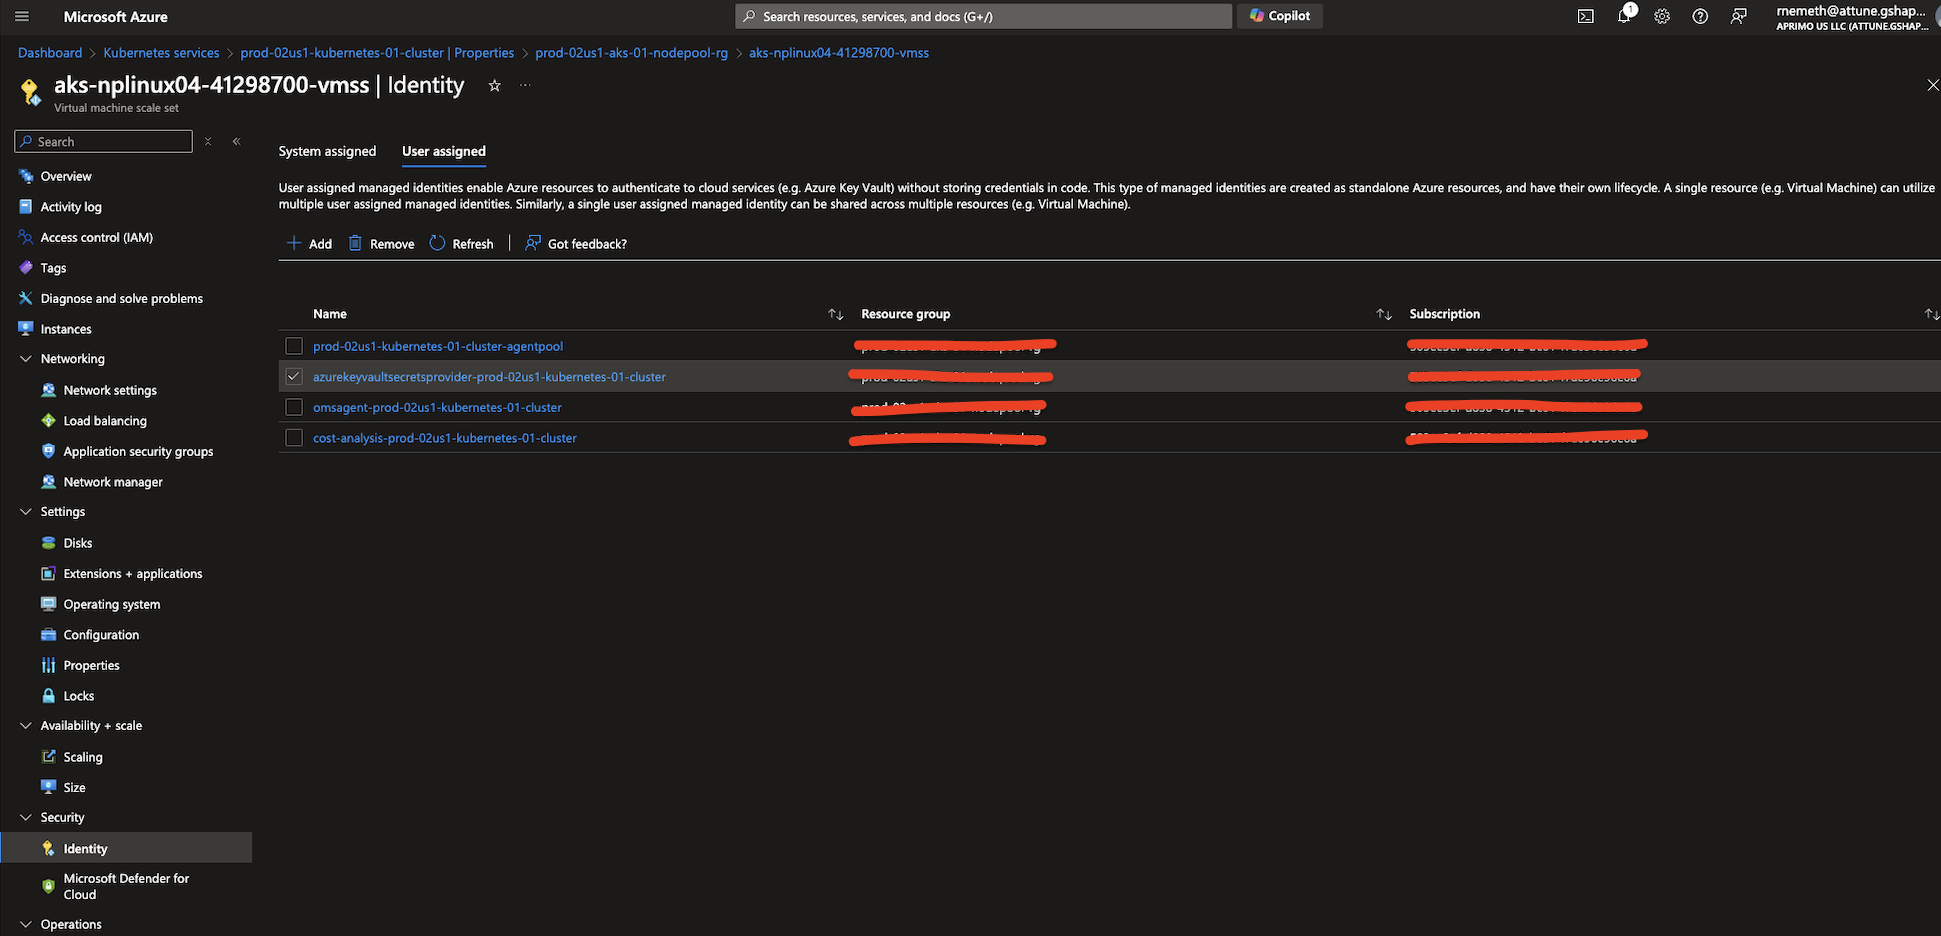 Microsoft Azure
Search resources, services, and docs (G+/)
Copilot
1
rnemeth@attune.gshap...
APRIMO US LLC (ATTUNE.GSHAP...
Dashboard > Kubernetes services > prod-02us1-kubernetes-01-cluster | Properties > prod-02us1-aks-01-nodepool-rg > aks-nplinux04-41298700-vmss
aks-nplinux04-41298700-vmss | Identity
Virtual machine scale set
Search
Overview
Activity log
Access control (IAM)
Tags
Diagnose and solve problems
Instances
Networking
Network settings
Load balancing
Application security groups
Network manager
Settings
Disks
Extensions + applications
Operating system
Configuration
Properties
Locks
Availability + scale
Scaling
Size
Security
Identity
Microsoft Defender for
Cloud
Operations
System assigned User assigned
User assigned managed identities enable Azure resources to authenticate to cloud services (e.g. Azure Key Vault) without storing credentials in code. This type of managed identities are created as standalone Azure resources, and have their own lifecycle. A single resource (e.g. Virtual Machine) can utilize
multiple user assigned managed identities. Similarly, a single user assigned managed identity can be shared across multiple resources (e.g. Virtual Machine).
Add Remove Refresh | Got feedback?
Name Resource group Subscription
prod-02us1-kubernetes-01-cluster-agentpool
azurekeyvaultsecretsprovider-prod-02us1-kubernetes-01-cluster
omsagent-prod-02us1-kubernetes-01-cluster
cost-analysis-prod-02us1-kubernetes-01-cluster